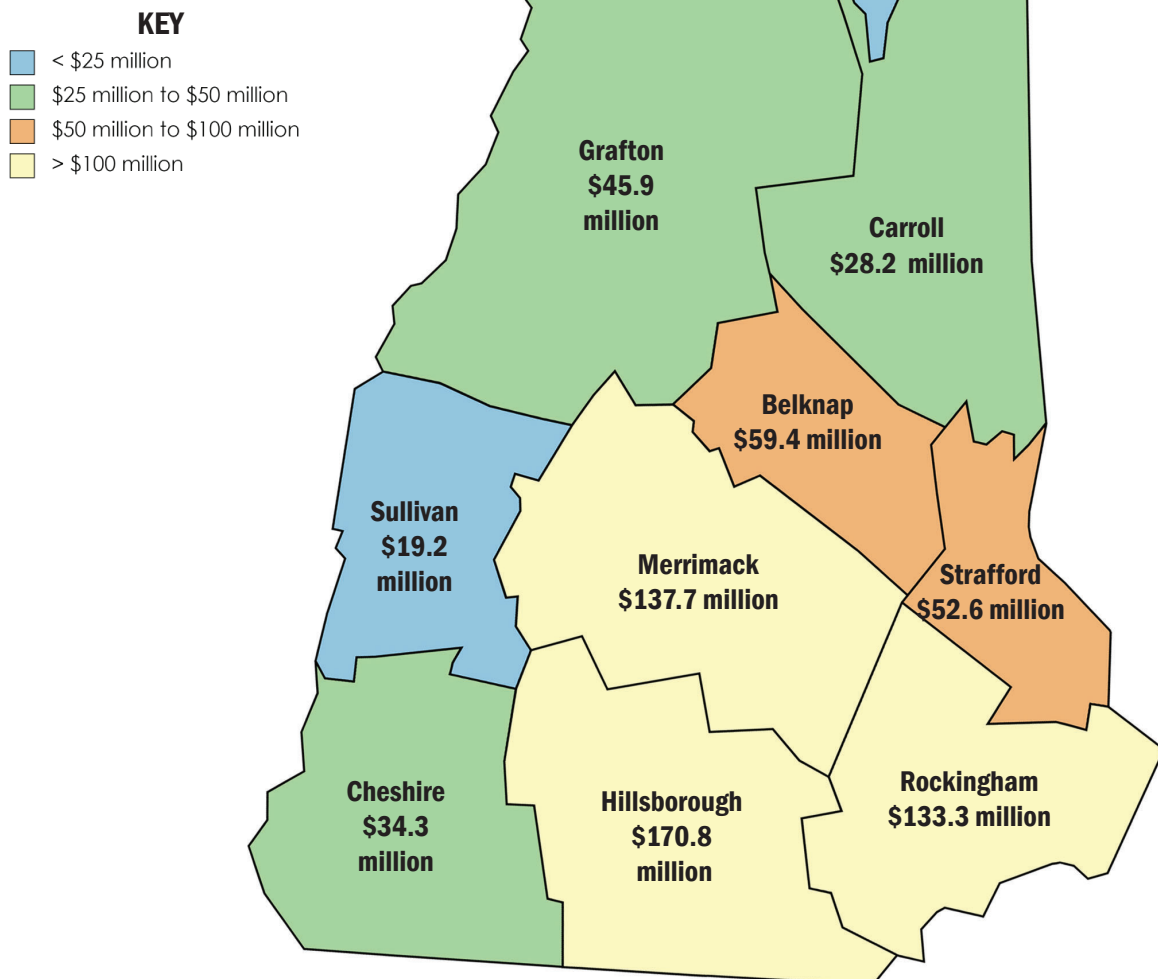 KEY
< $25 million
$25 million to $50 million
$50 million to $100 million
> $100 million
Grafton
$45.9
million
Carroll
$28.2 million
Belknap
$59.4 million
Sullivan
$19.2
million
Merrimack
$137.7 million
Strafford
$52.6 million
Cheshire
$34.3
million
Hillsborough
$170.8
million
Rockingham
$133.3 million